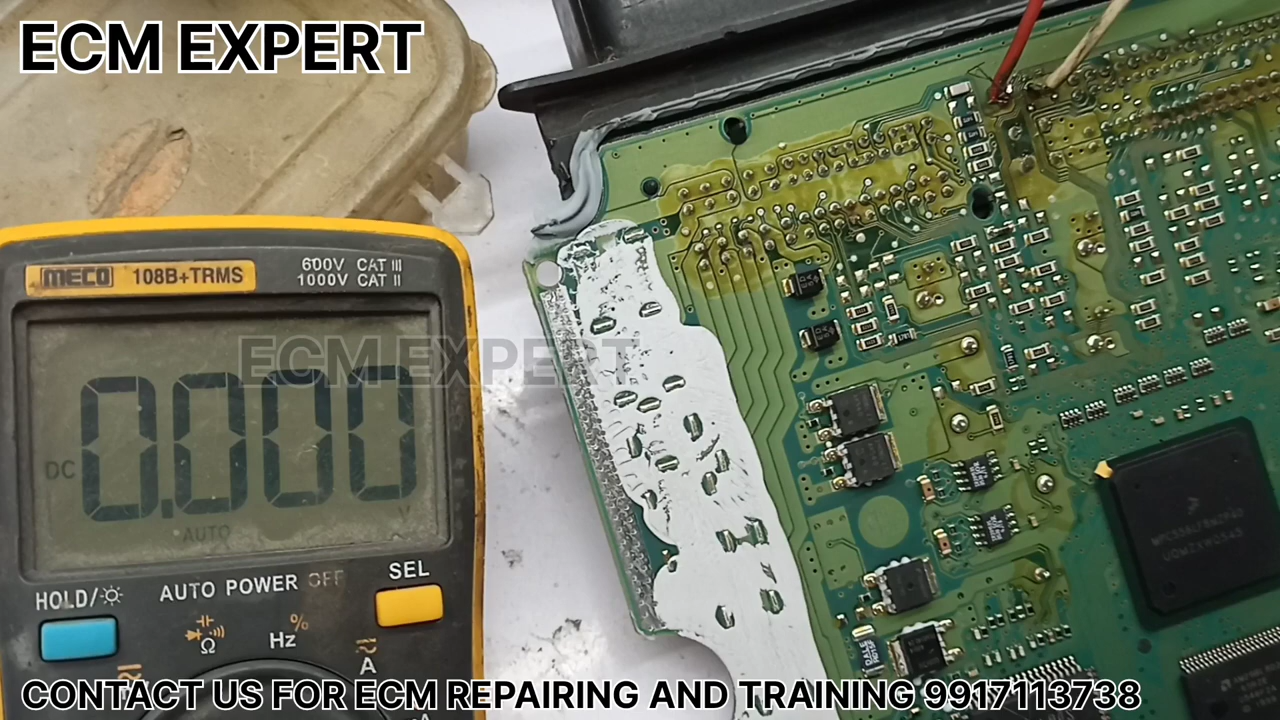 ECM EXPERT
MECO 108B+TRMS
600V CAT III
1000V CAT II
ECM EXPERT
0.000
DC
V
AUTO
HOLD/
AUTO POWER OFF
SEL
Hz
%
Ω
A
CONTACT US FOR ECM REPAIRING AND TRAINING 9917113738